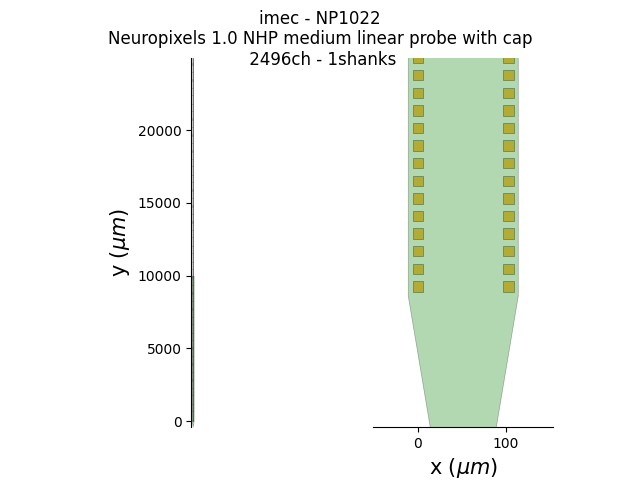 imec - NP1022
Neuropixels 1.0 NHP medium linear probe with cap
2496ch - 1shanks
20000
15000
10000
5000
0
y (μm)
0 100
x (μm)